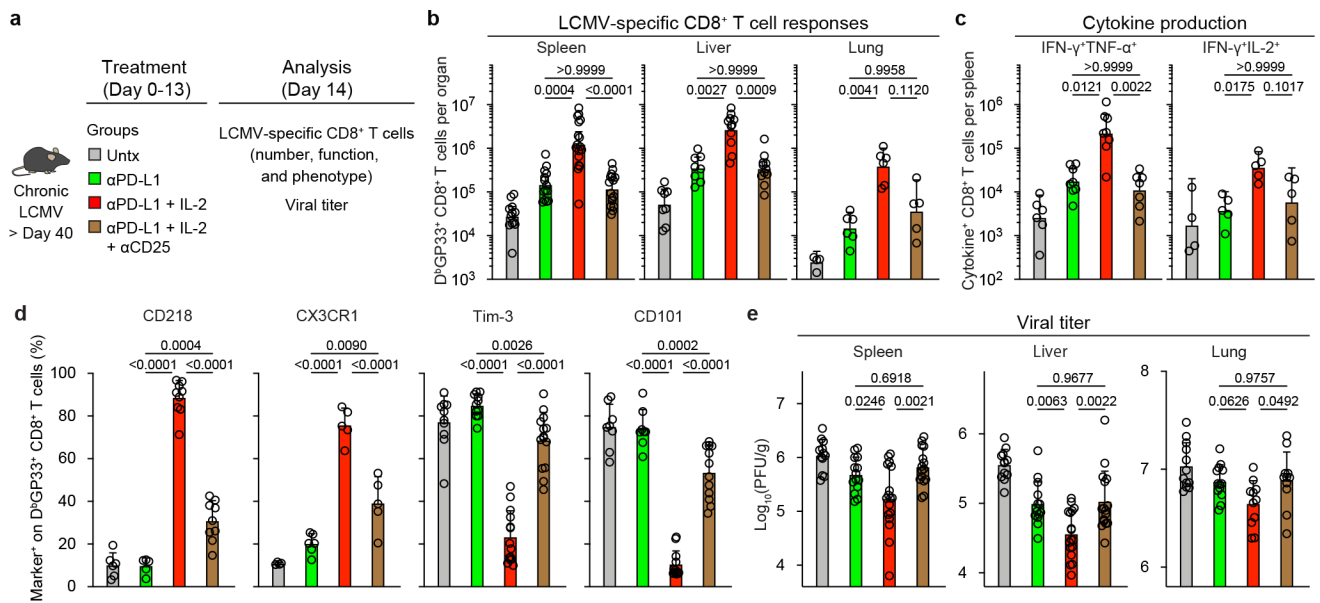 a
Treatment
(Day 0-13)
Analysis
(Day 14)
Groups
Untx
αPD-L1
αPD-L1 + IL-2
αPD-L1 + IL-2
+ αCD25
LCMV-specific CD8⁺ T cells
(number, function,
and phenotype)
Viral titer
Chronic
LCMV
> Day 40
b
LCMV-specific CD8⁺ T cell responses
Spleen
Liver
Lung
DᵇGP33⁺ CD8⁺ T cells per organ
10⁷
10⁶
10⁵
10⁴
10³
>0.9999
0.0004 <0.0001
>0.9999
0.0027 0.0009
0.9958
0.0041 0.1120
c
Cytokine production
IFN-γ⁺TNF-α⁺
IFN-γ⁺IL-2⁺
Cytokine⁺ CD8⁺ T cells per spleen
10⁶
10⁵
10⁴
10³
10²
>0.9999
0.0121 0.0022
>0.9999
0.0175 0.1017
d
CD218
CX3CR1
Tim-3
CD101
Marker⁺ on DᵇGP33⁺ CD8⁺ T cells (%)
100
80
60
40
20
0
0.0004
<0.0001 <0.0001
0.0090
<0.0001 <0.0001
0.0026
<0.0001 <0.0001
0.0002
<0.0001 <0.0001
e
Viral titer
Spleen
Liver
Lung
Log₁₀(PFU/g)
7
6
5
4
0.6918
0.0246 0.0021
6
5
4
0.9677
0.0063 0.0022
8
7
6
0.9757
0.0626 0.0492